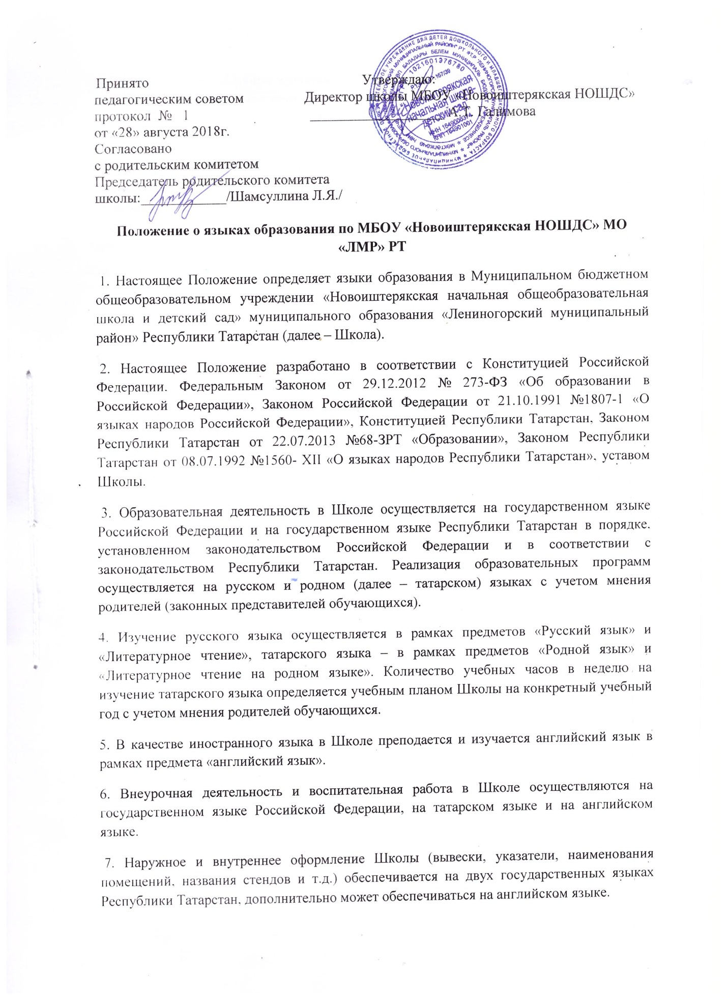 Принято
педагогическим советом
протокол № 1
от «28» августа 2018г.
Согласовано
с родительским комитетом
Председатель родительского комитета
школы:____________/Шамсуллина Л.Я./
Утверждаю:
Директор школы МБОУ «Новоиштерякская НОШДС»
____________________А.Т. Галимова
1021601976780
Новоиштерякская
начальная школа-
детский сад
КПП 164901001
Положение о языках образования по МБОУ «Новоиштерякская НОШДС» МО
«ЛМР» РТ
1. Настоящее Положение определяет языки образования в Муниципальном бюджетном
общеобразовательном учреждении «Новоиштерякская начальная общеобразовательная
школа и детский сад» муниципального образования «Лениногорский муниципальный
район» Республики Татарстан (далее – Школа).
2. Настоящее Положение разработано в соответствии с Конституцией Российской
Федерации. Федеральным Законом от 29.12.2012 № 273-ФЗ «Об образовании в
Российской Федерации», Законом Российской Федерации от 21.10.1991 №1807-1 «О
языках народов Российской Федерации», Конституцией Республики Татарстан, Законом
Республики Татарстан от 22.07.2013 №68-ЗРТ «Образовании», Законом Республики
Татарстан от 08.07.1992 №1560- XII «О языках народов Республики Татарстан», уставом
Школы.
3. Образовательная деятельность в Школе осуществляется на государственном языке
Российской Федерации и на государственном языке Республики Татарстан в порядке.
установленном законодательством Российской Федерации и в соответствии с
законодательством Республики Татарстан. Реализация образовательных программ
осуществляется на русском и родном (далее – татарском) языках с учетом мнения
родителей (законных представителей обучающихся).
4. Изучение русского языка осуществляется в рамках предметов «Русский язык» и
«Литературное чтение», татарского языка – в рамках предметов «Родной язык» и
«Литературное чтение на родном языке». Количество учебных часов в неделю на
изучение татарского языка определяется учебным планом Школы на конкретный учебный
год с учетом мнения родителей обучающихся.
5. В качестве иностранного языка в Школе преподается и изучается английский язык в
рамках предмета «английский язык».
6. Внеурочная деятельность и воспитательная работа в Школе осуществляются на
государственном языке Российской Федерации, на татарском языке и на английском
языке.
7. Наружное и внутреннее оформление Школы (вывески, указатели, наименования
помещений, названия стендов и т.д.) обеспечивается на двух государственных языках
Республики Татарстан, дополнительно может обеспечиваться на английском языке.